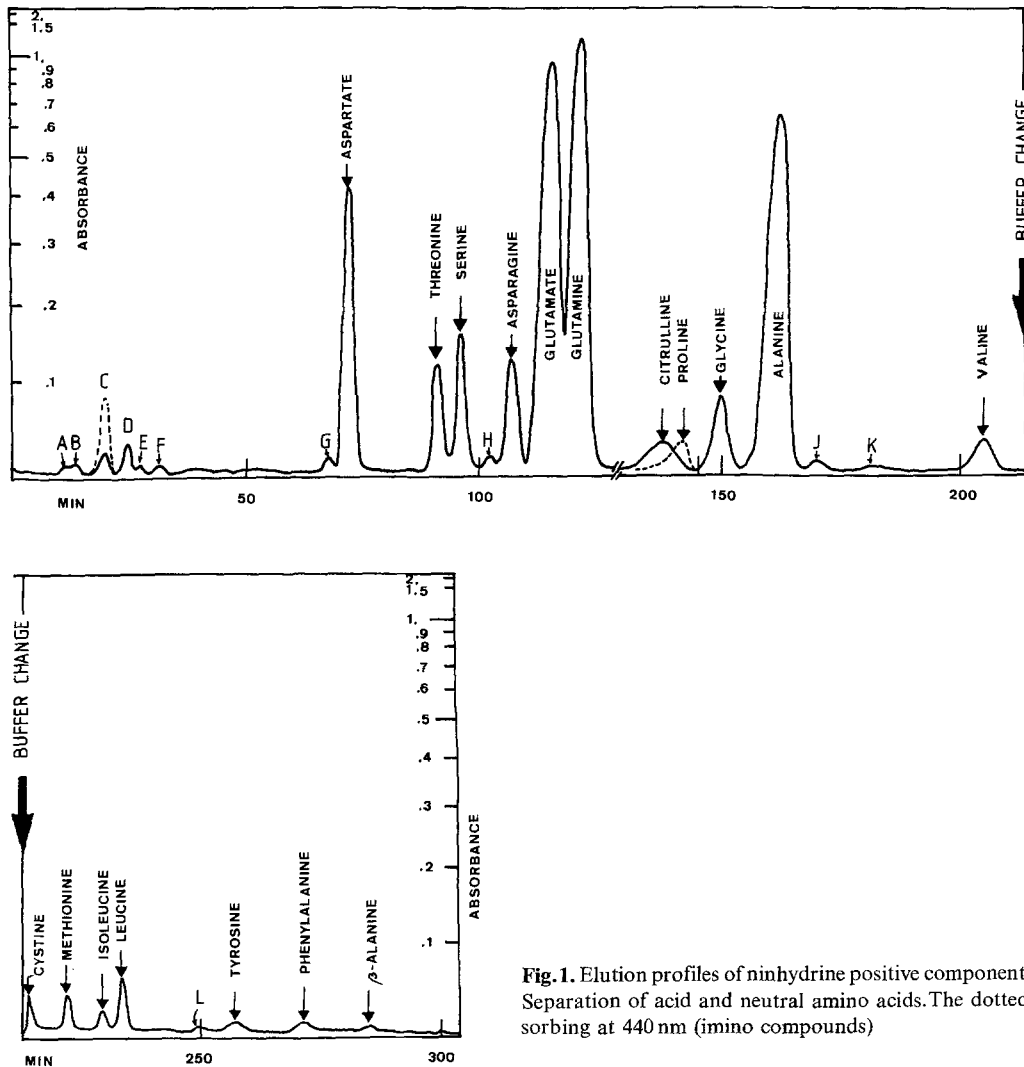 2.
1.5
1.
.9
.8
.7
.6
.5
.4
.3
.2
.1
ABSORBANCE
A
B
C
D
E
F
G
ASPARTATE
THREONINE
SERINE
H
ASPARAGINE
GLUTAMATE
GLUTAMINE
CITRULLINE
PROLINE
GLYCINE
ALANINE
J
K
VALINE
BUFFER CHANGE
MIN
50
100
150
200
BUFFER CHANGE
CYSTINE
METHIONINE
ISOLEUCINE
LEUCINE
L
TYROSINE
PHENYLALANINE
β-ALANINE
2.
1.5
1.
.9
.8
.7
.6
.5
.4
.3
.2
.1
ABSORBANCE
MIN
250
300
Fig.1. Elution profiles of ninhydrine positive component
Separation of acid and neutral amino acids. The dotted
sorbing at 440 nm (imino compounds)